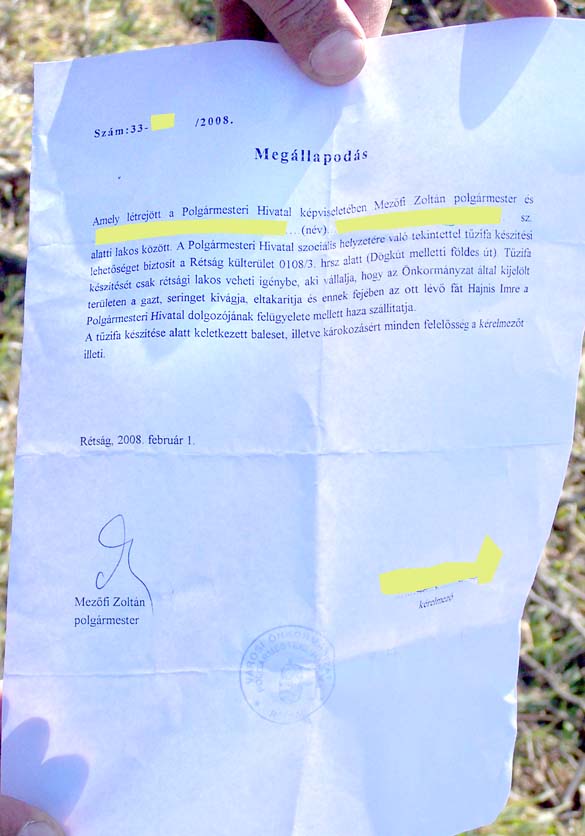 Szám:33- /2008.
Megállapodás
Amely létrejött a Polgármesteri Hivatal képviseletében Mezőfi Zoltán polgármester és
....(név) sz.
alatti lakos között. A Polgármesteri Hivatal szociális helyzetére való tekintettel tűzifa készítési
lehetőséget biztosit a Rétság külterület 0108/3. hrsz alatt (Dögkút melletti földes út). Tűzifa
készítését csak rétsági lakos veheti igénybe, aki vállalja, hogy az Önkormányzat által kijelölt
területen a gazt, seringet kivágja, eltakarítja és ennek fejében az ott lévő fát Hajnis Imre a
Polgármesteri Hivatal dolgozójának felügyelete mellett haza szállítatja.
A tűzifa készítése alatt keletkezett baleset, illetve károkozásért minden felelősség a kérelmezőt
illeti.
Rétság, 2008. február 1.
Mezőfi Zoltán
polgármester
kérelmező
VÁROSI ÖNKORMÁNYZAT